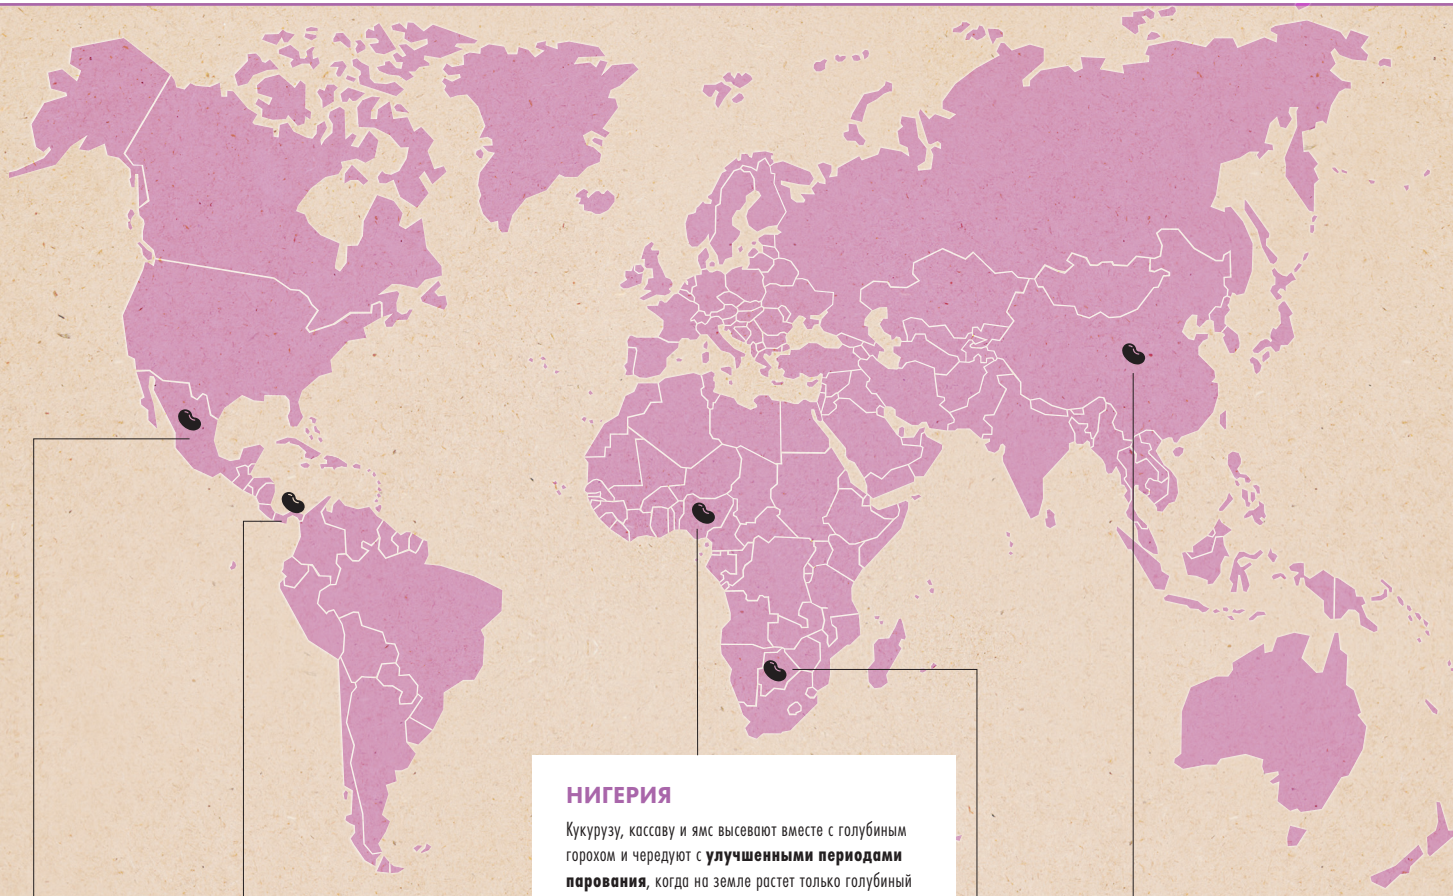 НИГЕРИЯ
Кукурузу, кассаву и ямс высевают вместе с голубиным
горохом и чередуют с улучшенными периодами
парования, когда на земле растет только голубиный